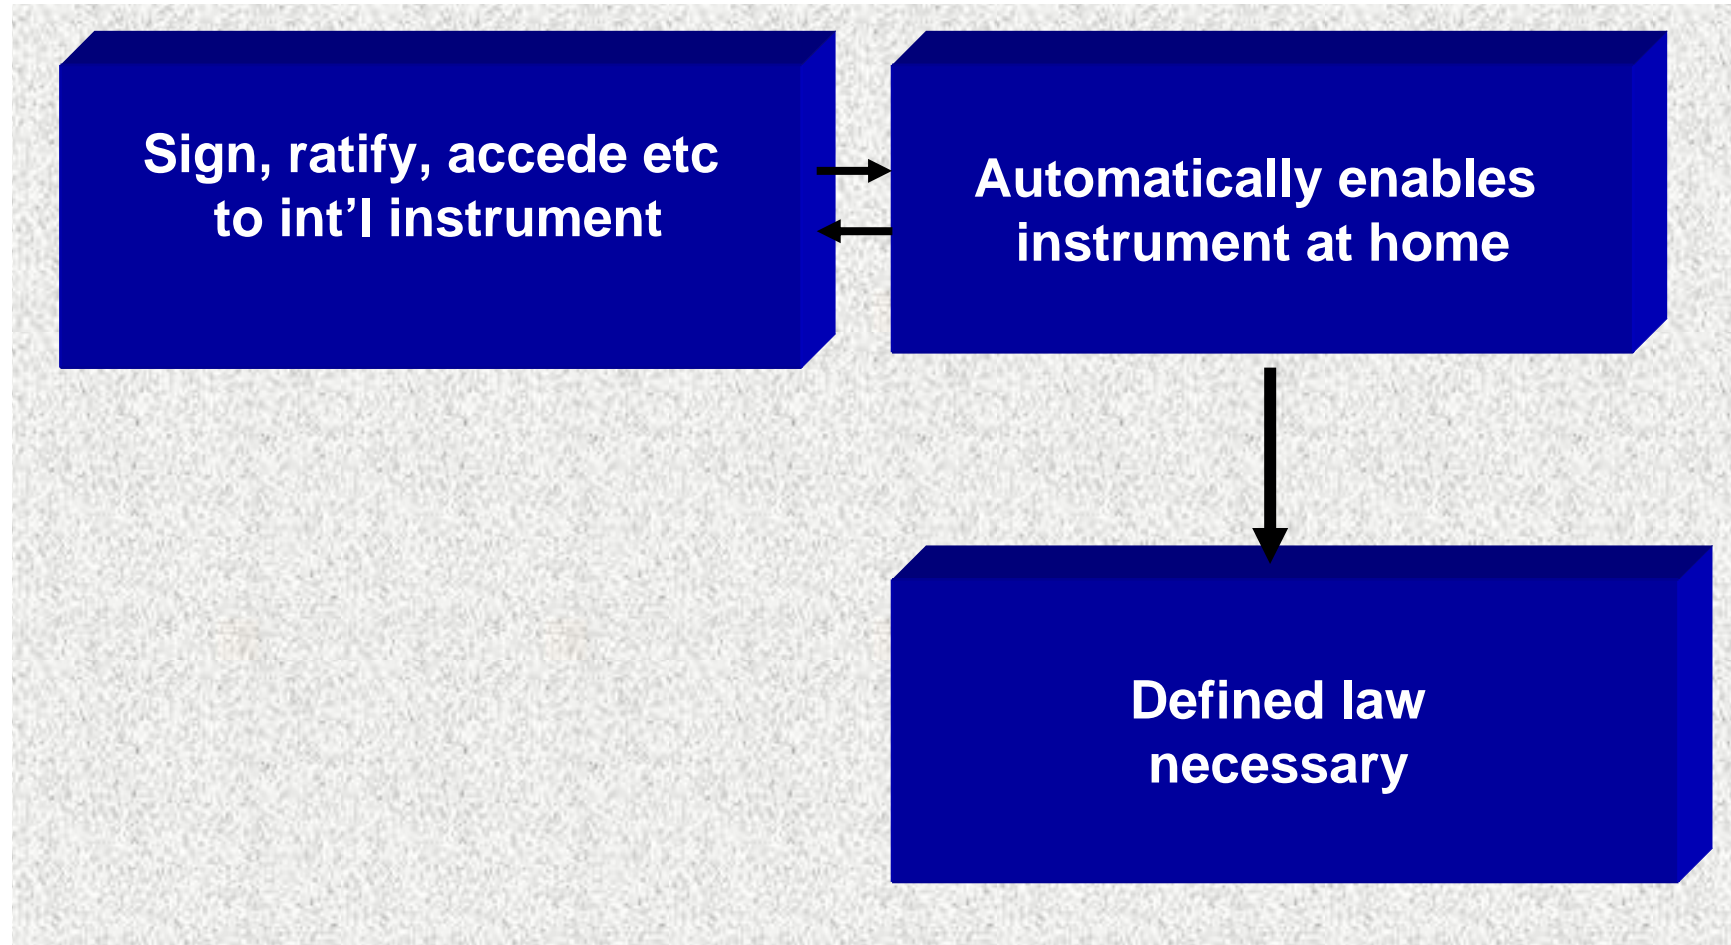 Sign, ratify, accede etc
to int’l instrument
Automatically enables
instrument at home
Defined law
necessary